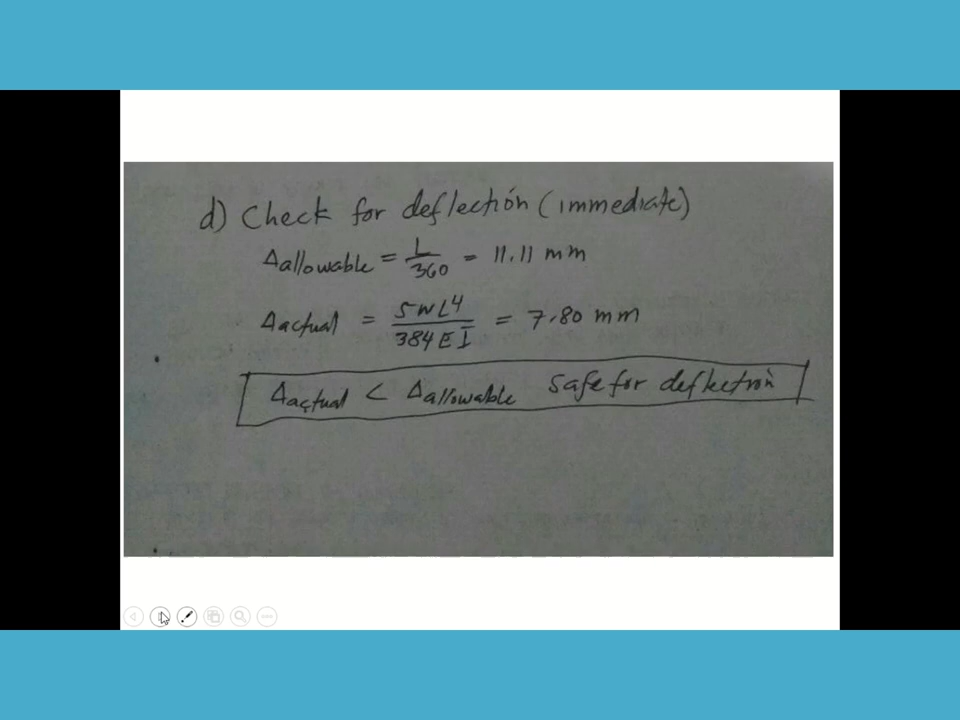 d) Check for deflection (immediate)
Δallowable = L/360 = 11.11 mm
Δactual = 5WL⁴/384EI = 7.80 mm
Δactual < Δallowable safe for deflection